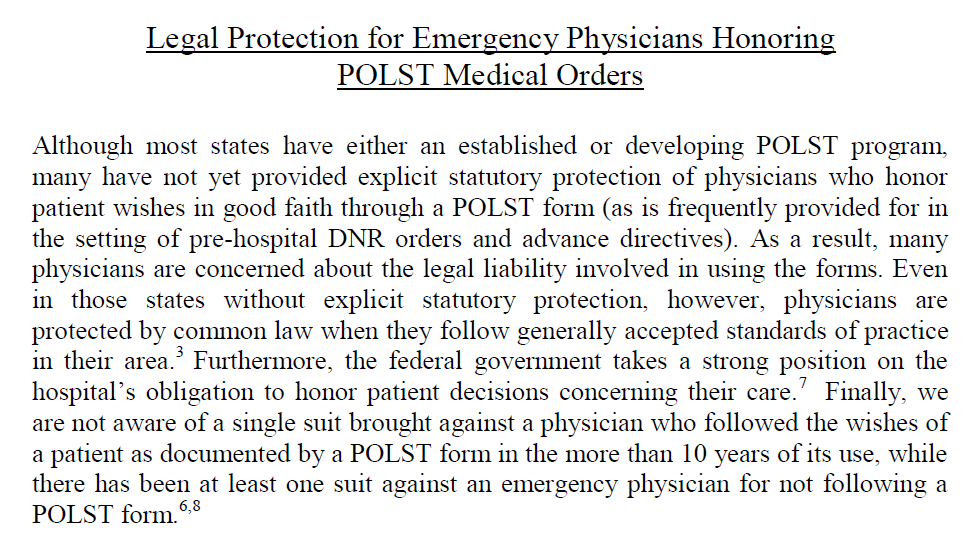 Legal Protection for Emergency Physicians Honoring
POLST Medical Orders
Although most states have either an established or developing POLST program,
many have not yet provided explicit statutory protection of physicians who honor
patient wishes in good faith through a POLST form (as is frequently provided for in
the setting of pre-hospital DNR orders and advance directives). As a result, many
physicians are concerned about the legal liability involved in using the forms. Even
in those states without explicit statutory protection, however, physicians are
protected by common law when they follow generally accepted standards of practice
in their area.3 Furthermore, the federal government takes a strong position on the
hospital's obligation to honor patient decisions concerning their care.7 Finally, we
are not aware of a single suit brought against a physician who followed the wishes of
a patient as documented by a POLST form in the more than 10 years of its use, while
there has been at least one suit against an emergency physician for not following a
POLST form.6,8